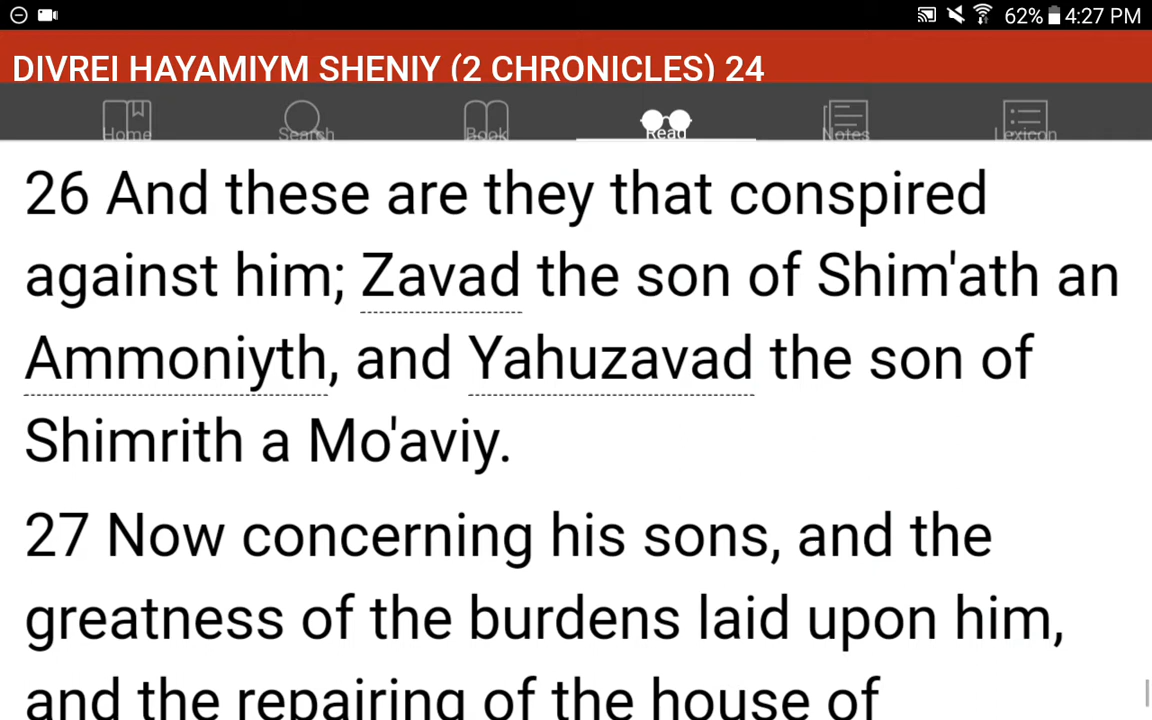 62% 4:27 PM
DIVREI HAYAMIYM SHENIY (2 CHRONICLES) 24
Home Search Book Read Notes Lexicon
26 And these are they that conspired
against him; Zavad the son of Shim'ath an
Ammoniyth, and Yahuzavad the son of
Shimrith a Mo'aviy.
27 Now concerning his sons, and the
greatness of the burdens laid upon him,
and the repairing of the house of